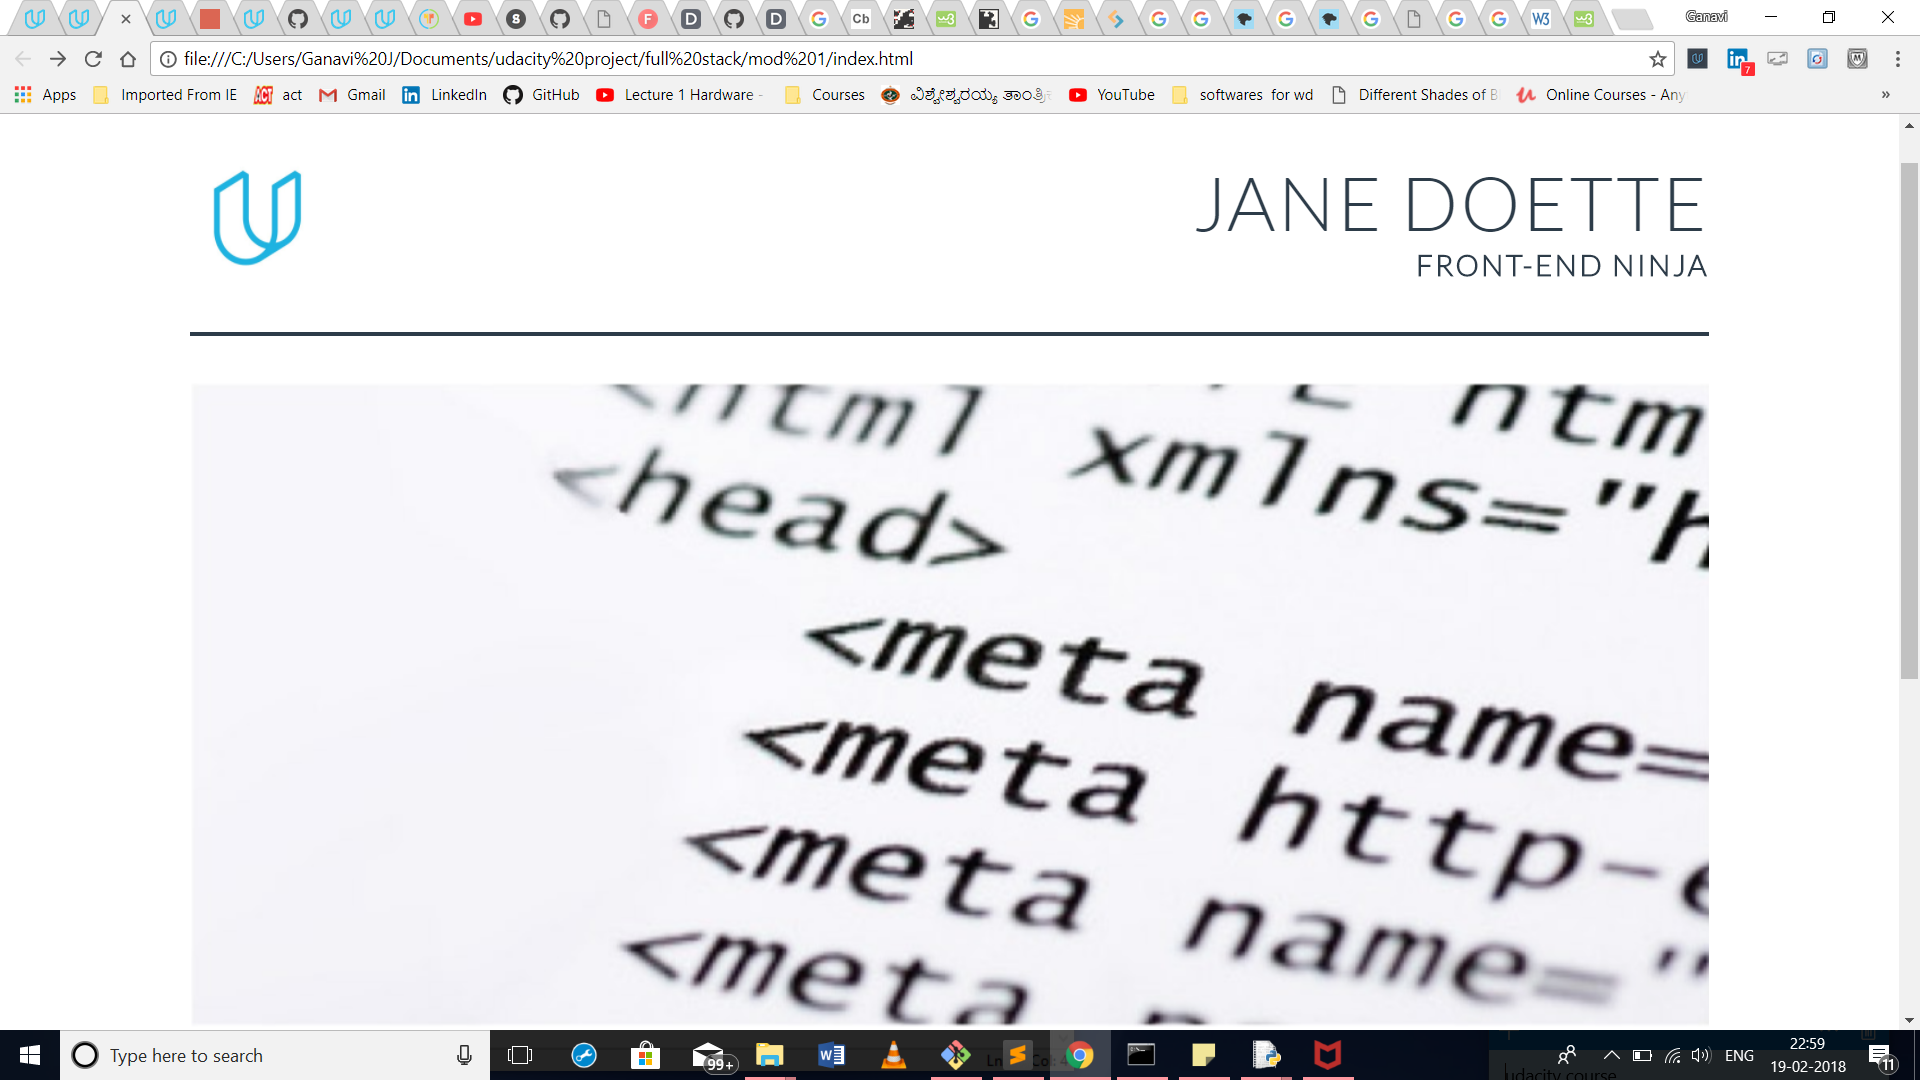 Ganavi
file:///C:/Users/Ganavi%20J/Documents/udacity%20project/full%20stack/mod%201/index.html
7
Apps Imported From IE act Gmail LinkedIn GitHub Lecture 1 Hardware - Courses ವಿಶ್ವೇಶ್ವರಯ್ಯ ತಾಂತ್ರಿ YouTube softwares for wd Different Shades of B Online Courses - Any »
JANE DOETTE
FRONT-END NINJA
<html xmlns="h
<head>
<meta name=
<meta http-e
<meta name="
<meta
Type here to search
99+
ENG
22:59
19-02-2018
11
udacity course